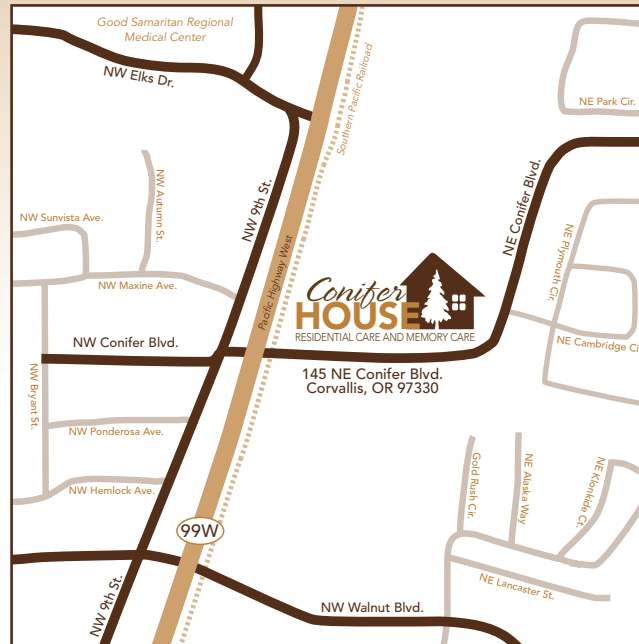 Good Samaritan Regional
Medical Center
NW Elks Dr.
Southern Pacific Railroad
NE Park Cir.
NW Autumn St.
NW 9th St.
NE Conifer Blvd.
NW Sunvista Ave.
NE Plymouth Cir.
Pacific Highway West
NW Maxine Ave.
Conifer
HOUSE
RESIDENTIAL CARE AND MEMORY CARE
NW Conifer Blvd.
NE Cambridge Ci
145 NE Conifer Blvd.
Corvallis, OR 97330
NW Bryant St.
NW Ponderosa Ave.
Gold Rush Cir.
NE Alaska Way
NE Klonkide Ct.
NW Hemlock Ave.
99W
NE Lancaster St.
NW 9th St.
NW Walnut Blvd.